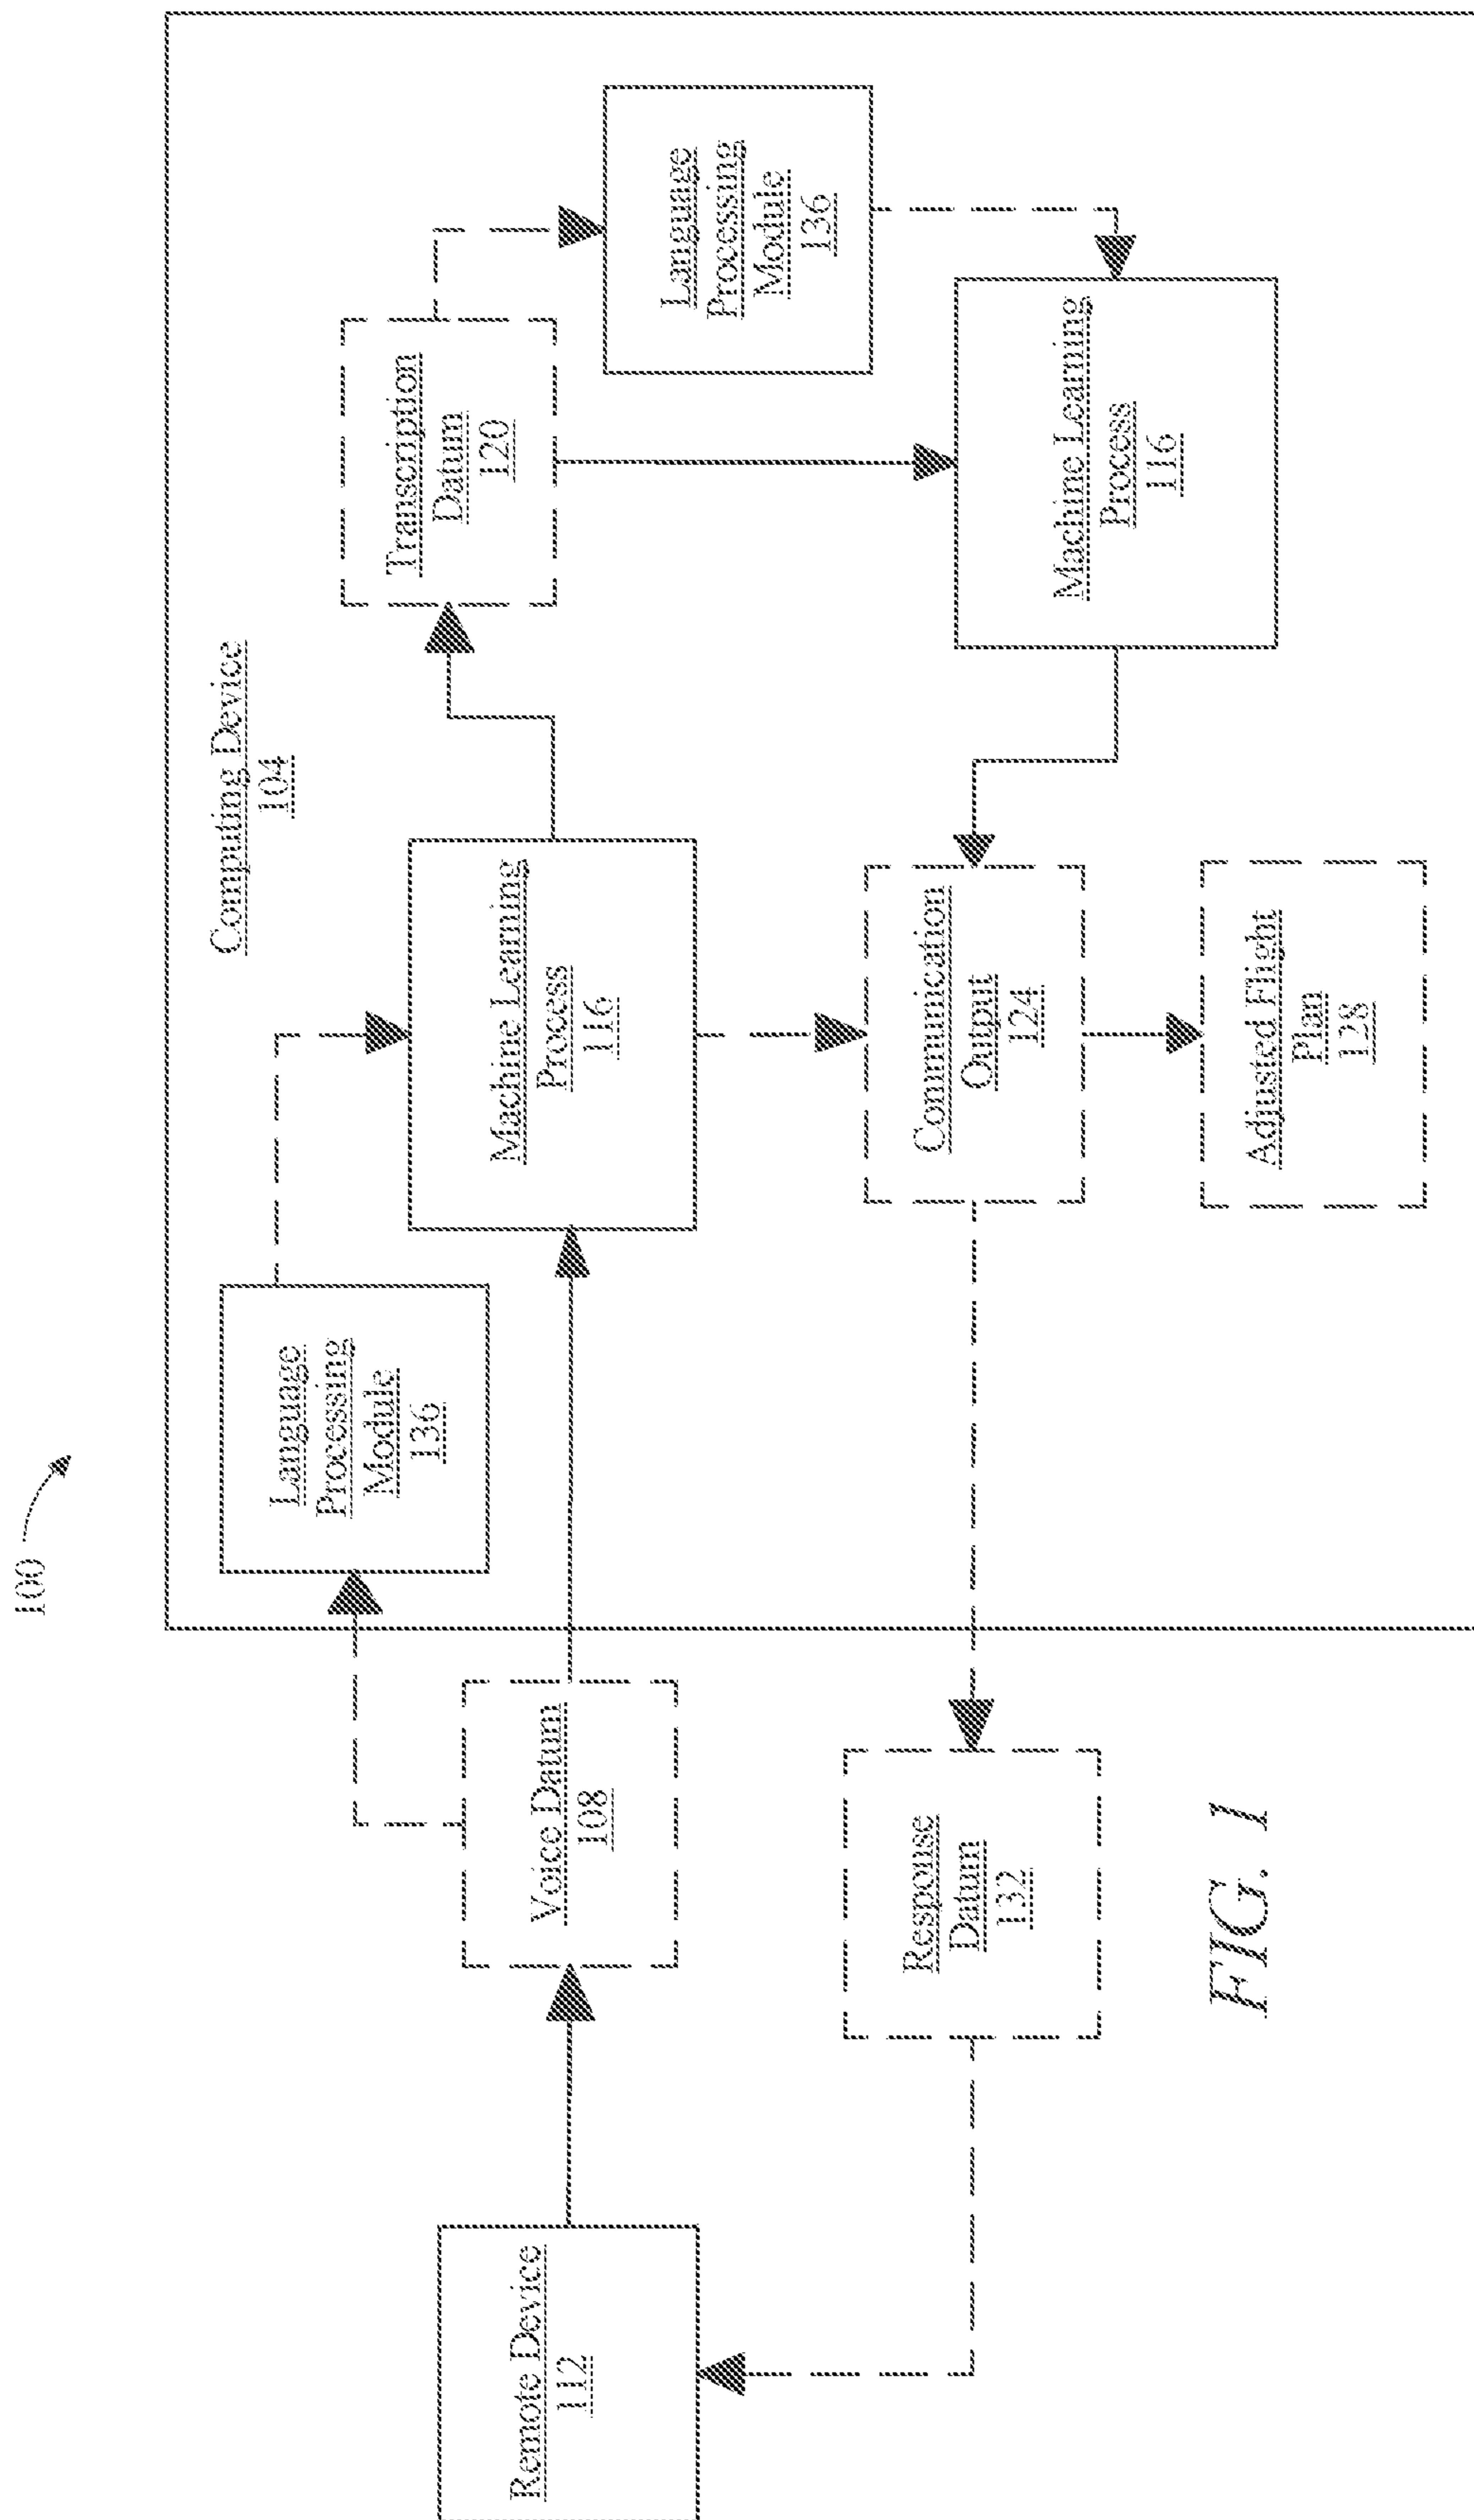 100
Computing Device
104
Remote Device
112
Voice Datum
108
Language
Processing
Module
136
Machine Learning
Process
116
Transcription
Datum
120
Language
Processing
Module
136
Machine Learning
Process
116
Communication
Output
124
Adjusted Flight
Plan
128
Response
Datum
132
FIG. 1